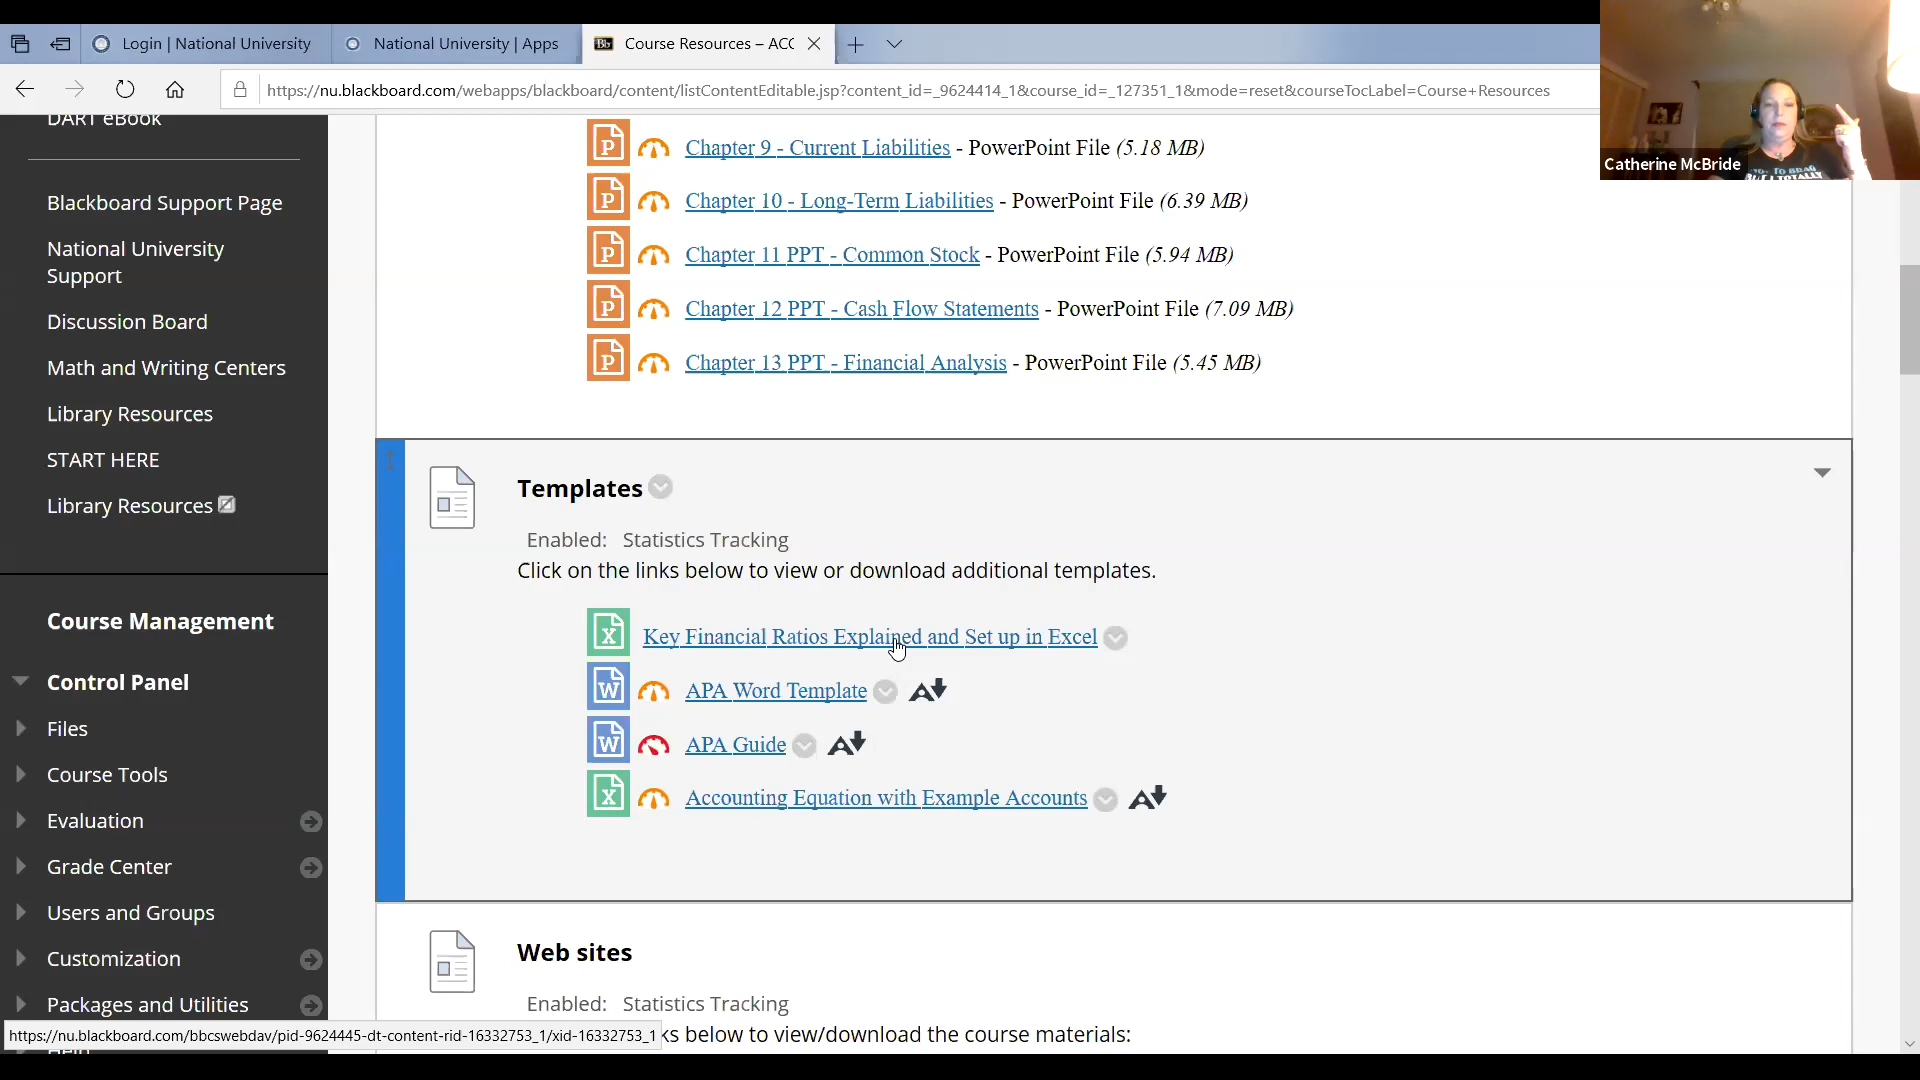 Login | National University
National University | Apps
Bb
Course Resources – ACC
https://nu.blackboard.com/webapps/blackboard/content/listContentEditable.jsp?content_id=_9624414_1&course_id=_127351_1&mode=reset&courseTocLabel=Course+Resources
Catherine McBride
DART eBook
Blackboard Support Page
National University
Support
Discussion Board
Math and Writing Centers
Library Resources
START HERE
Library Resources
Course Management
Control Panel
Files
Course Tools
Evaluation
Grade Center
Users and Groups
Customization
Packages and Utilities
Help
Chapter 9 - Current Liabilities - PowerPoint File (5.18 MB)
Chapter 10 - Long-Term Liabilities - PowerPoint File (6.39 MB)
Chapter 11 PPT - Common Stock - PowerPoint File (5.94 MB)
Chapter 12 PPT - Cash Flow Statements - PowerPoint File (7.09 MB)
Chapter 13 PPT - Financial Analysis - PowerPoint File (5.45 MB)
Templates
Enabled: Statistics Tracking
Click on the links below to view or download additional templates.
Key Financial Ratios Explained and Set up in Excel
APA Word Template
APA Guide
Accounting Equation with Example Accounts
Web sites
Enabled: Statistics Tracking
ks below to view/download the course materials:
https://nu.blackboard.com/bbcswebdav/pid-9624445-dt-content-rid-16332753_1/xid-16332753_1